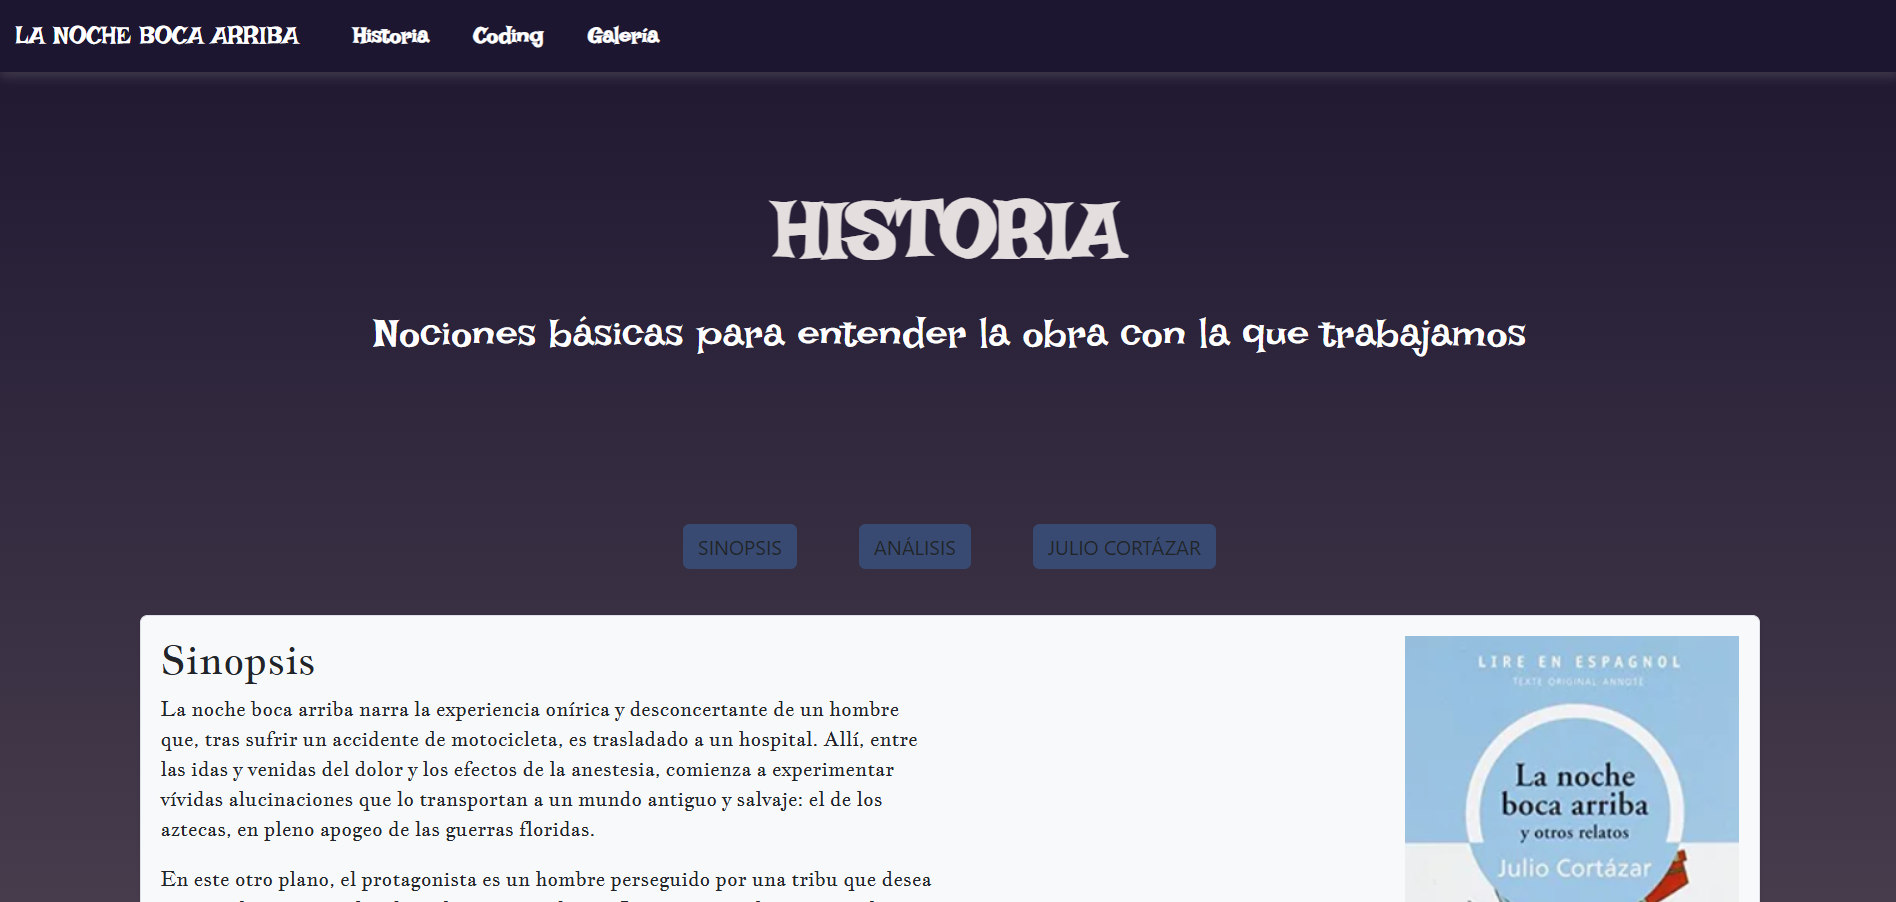 LA NOCHE BOCA ARRIBA Historia Coding Galería
HISTORIA
Nociones básicas para entender la obra con la que trabajamos
SINOPSIS ANÁLISIS JULIO CORTÁZAR
Sinopsis
La noche boca arriba narra la experiencia onírica y desconcertante de un hombre
que, tras sufrir un accidente de motocicleta, es trasladado a un hospital. Allí, entre
las idas y venidas del dolor y los efectos de la anestesia, comienza a experimentar
vívidas alucinaciones que lo transportan a un mundo antiguo y salvaje: el de los
aztecas, en pleno apogeo de las guerras floridas.
En este otro plano, el protagonista es un hombre perseguido por una tribu que desea
LIRE EN ESPAGNOL
TEXTE ORIGINAL ANNOTÉ
La noche
boca arriba
y otros relatos
Julio Cortázar